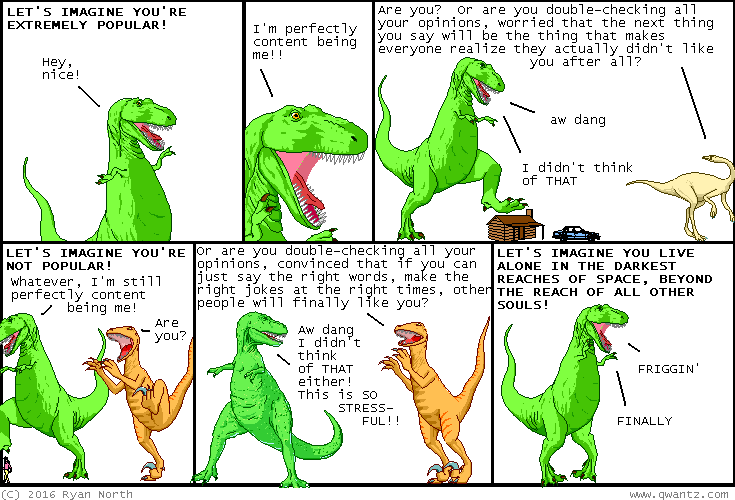 LET'S IMAGINE YOU'RE
EXTREMELY POPULAR!
Hey,
nice!
I'm perfectly
content being
me!!
Are you?  Or are you double-checking all
your opinions, worried that the next thing
you say will be the thing that makes
everyone realize they actually didn't like
you after all?
aw dang
I didn't think
of THAT
LET'S IMAGINE YOU'RE
NOT POPULAR!
Whatever, I'm still
perfectly content
being me!
Are
you?
Or are you double-checking all your
opinions, convinced that if you can
just say the right words, make the
right jokes at the right times, other
people will finally like you?
Aw dang
I didn't
think
of THAT
either!
This is SO
STRESS-
FUL!!
LET'S IMAGINE YOU LIVE
ALONE IN THE DARKEST
REACHES OF SPACE, BEYOND
THE REACH OF ALL OTHER
SOULS!
FRIGGIN'
FINALLY
(C) 2016 Ryan North
www.qwantz.com